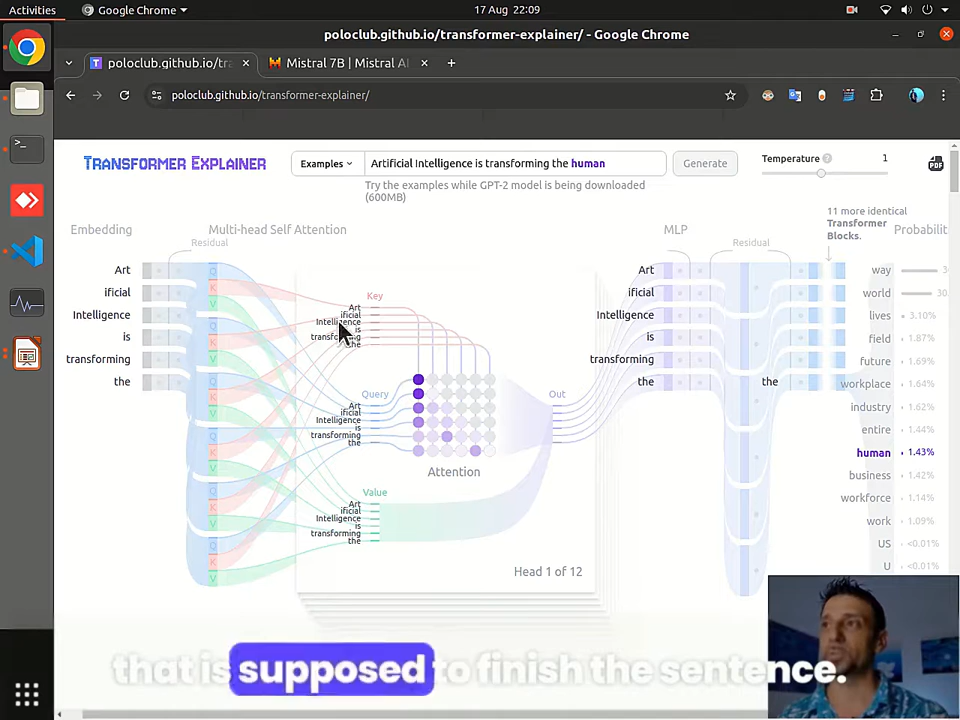 Activities
Google Chrome
17 Aug 22:09
poloclub.github.io/transformer-explainer/ - Google Chrome
poloclub.github.io/tra
Mistral 7B | Mistral AI
poloclub.github.io/transformer-explainer/
TRANSFORMER EXPLAINER
Examples
Artificial Intelligence is transforming the human
Generate
Temperature
1
Try the examples while GPT-2 model is being downloaded
(600MB)
11 more identical
Transformer
Blocks.
Embedding
Multi-head Self Attention
MLP
Probabilit
Residual
Residual
Art
ificial
Intelligence
is
transforming
the
Q
K
V
Q
K
V
Q
K
V
Q
K
V
Q
K
V
Key
Art
ificial
Intelligence
is
transforming
the
Query
Art
ificial
Intelligence
is
transforming
the
Attention
Value
Art
ificial
Intelligence
is
transforming
the
Out
Head 1 of 12
Art
ificial
Intelligence
is
transforming
the
the
way 3
world 30
lives 3.10%
field 1.87%
future 1.69%
workplace 1.64%
industry 1.62%
entire 1.44%
human 1.43%
business 1.42%
workforce 1.14%
work 1.09%
US <0.01%
U <0.01%
that is supposed to finish the sentence.